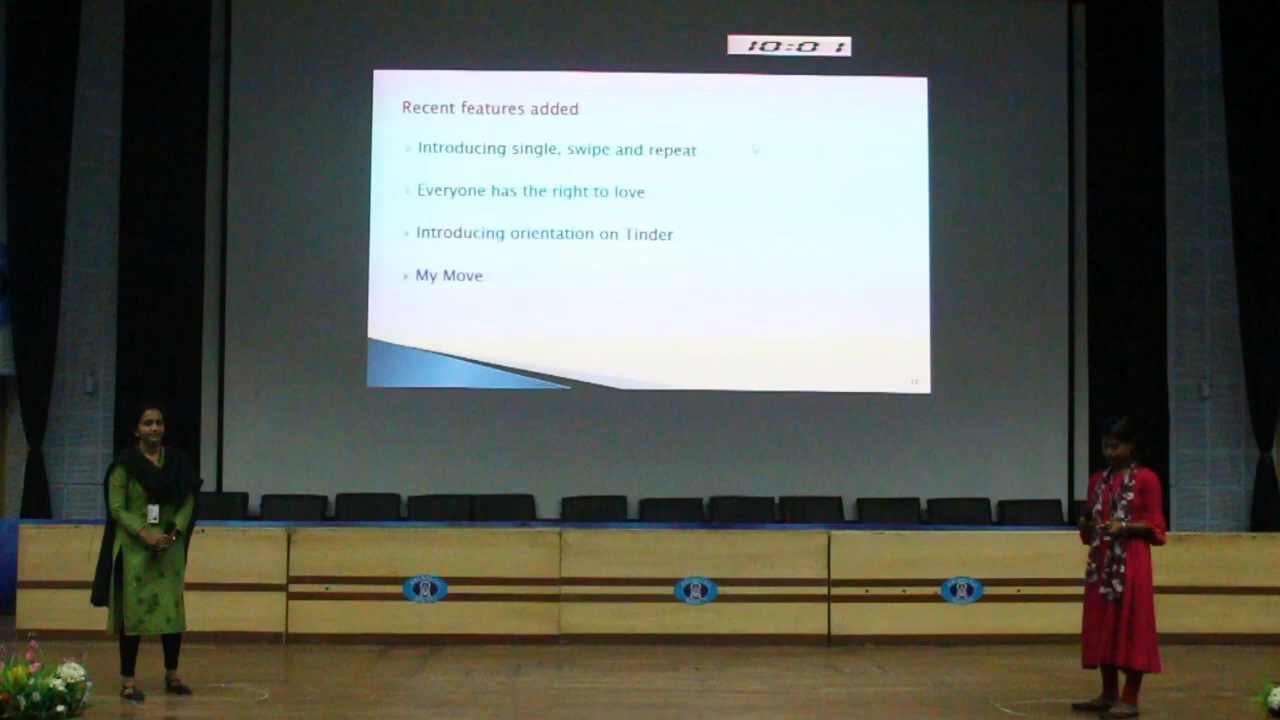 10:01
Recent features added
Introducing single, swipe and repeat
Everyone has the right to love
Introducing orientation on Tinder
My Move